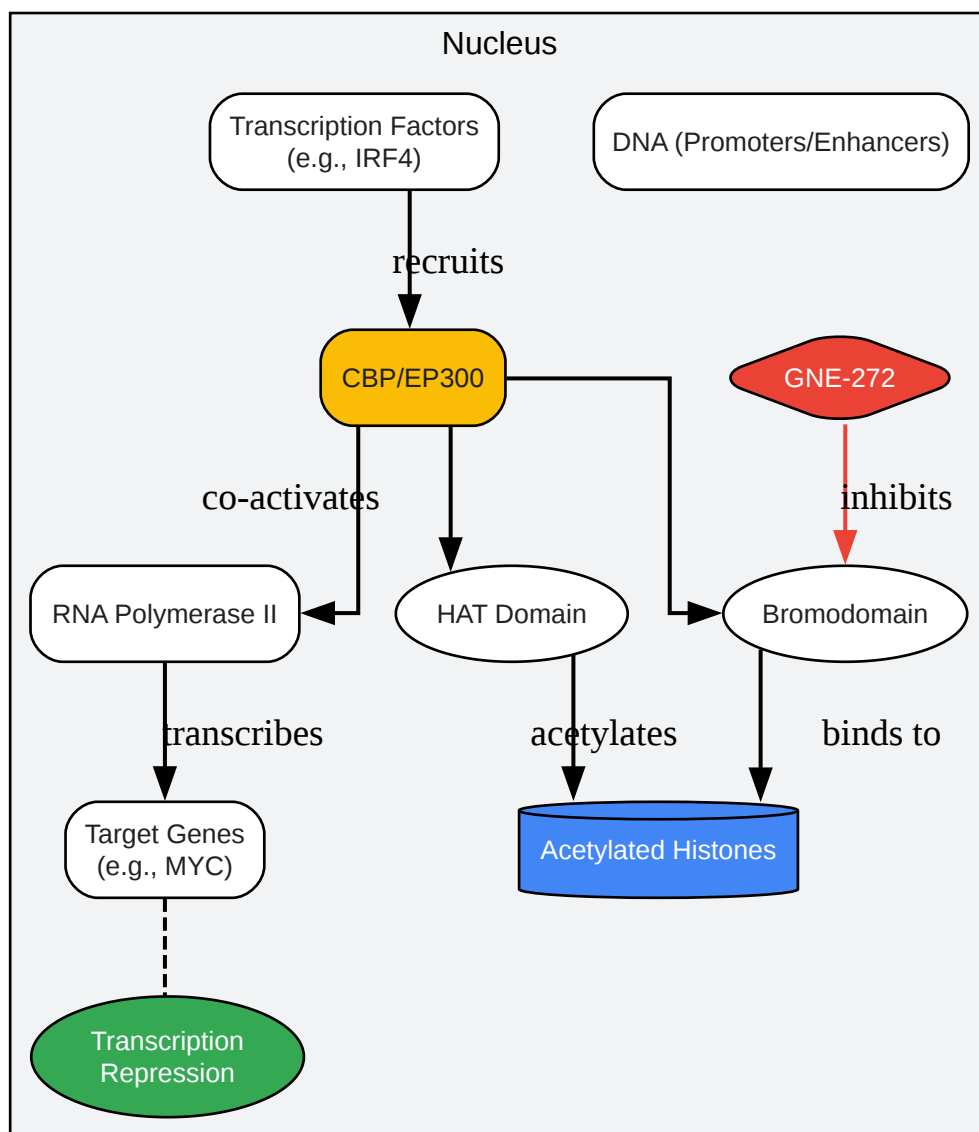 Nucleus
Transcription Factors
(e.g., IRF4)
DNA (Promoters/Enhancers)
recruits
CBP/EP300
GNE-272
co-activates
inhibits
RNA Polymerase II
HAT Domain
Bromodomain
transcribes
acetylates
binds to
Target Genes
(e.g., MYC)
Acetylated Histones
Transcription
Repression